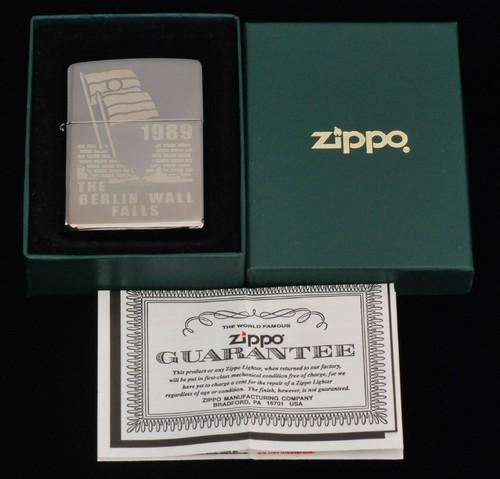 1989
THE
BERLIN WALL
FALLS
zippo®
THE WORLD FAMOUS
zippo®
GUARANTEE
This product or any Zippo Lighter, when returned to our factory,
will be put in first-class mechanical condition free of charge, for we
have yet to charge a cent for the repair of a Zippo Lighter
regardless of age or condition. The finish, however, is not guaranteed.
ZIPPO MANUFACTURING COMPANY
BRADFORD, PA 16701 USA